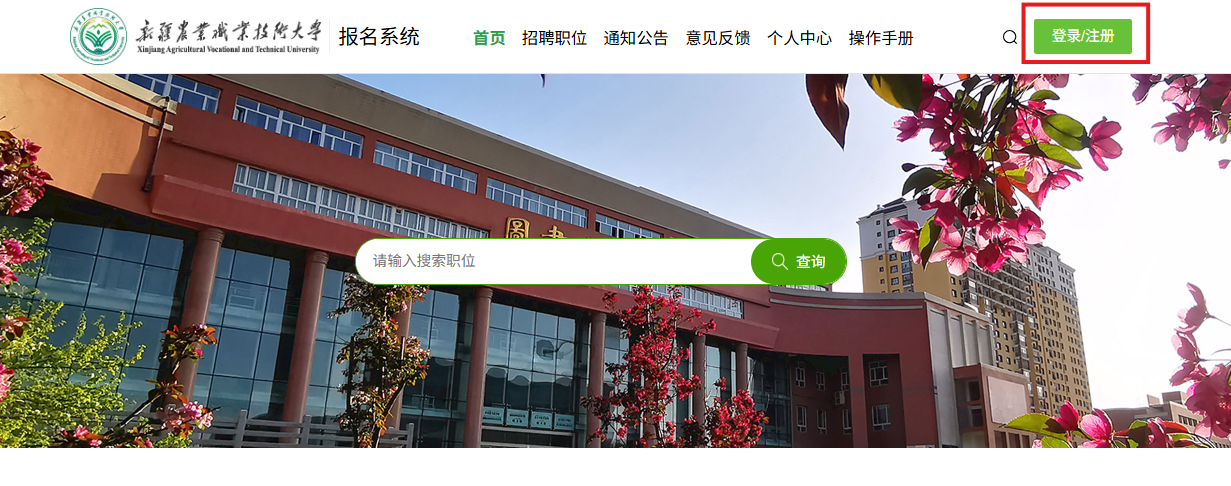 新疆农业职业技术大学
Xinjiang Agricultural Vocational and Technical University
报名系统
首页 招聘职位 通知公告 意见反馈 个人中心 操作手册
登录/注册
圖書
请输入搜索职位
查询